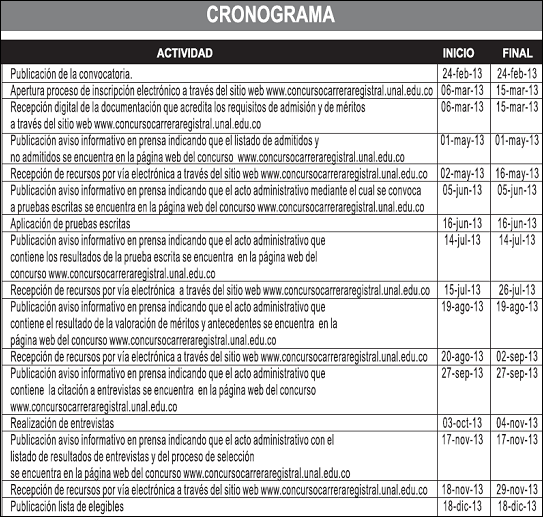 CRONOGRAMA
ACTIVIDAD INICIO FINAL
Publicación de la convocatoria. 24-feb-13 24-feb-13
Apertura proceso de inscripción electrónico a través del sitio web www.concursocarreraregistral.unal.edu.co 06-mar-13 15-mar-13
Recepción digital de la documentación que acredita los requisitos de admisión y de méritos 06-mar-13 15-mar-13
a través del sitio web www.concursocarreraregistral.unal.edu.co
Publicación aviso informativo en prensa indicando que el listado de admitidos y 01-may-13 01-may-13
no admitidos se encuentra en la página web del concurso www.concursocarreraregistral.unal.edu.co
Recepción de recursos por vía electrónica a través del sitio web www.concursocarreraregistral.unal.edu.co 02-may-13 16-may-13
Publicación aviso informativo en prensa indicando que el acto administrativo mediante el cual se convoca 05-jun-13 05-jun-13
a pruebas escritas se encuentra en la página web del concurso www.concursocarreraregistral.unal.edu.co
Aplicación de pruebas escritas 16-jun-13 16-jun-13
Publicación aviso informativo en prensa indicando que el acto administrativo que 14-jul-13 14-jul-13
contiene los resultados de la prueba escrita se encuentra en la página web del
concurso www.concursocarreraregistral.unal.edu.co
Recepción de recursos por vía electrónica a través del sitio web www.concursocarreraregistral.unal.edu.co 15-jul-13 26-jul-13
Publicación aviso informativo en prensa indicando que el acto administrativo que 19-ago-13 19-ago-13
contiene el resultado de la valoración de méritos y antecedentes se encuentra en la
página web del concurso www.concursocarreraregistral.unal.edu.co
Recepción de recursos por vía electrónica a través del sitio web www.concursocarreraregistral.unal.edu.co 20-ago-13 02-sep-13
Publicación aviso informativo en prensa indicando que el acto administrativo que 27-sep-13 27-sep-13
contiene la citación a entrevistas se encuentra en la página web del concurso
www.concursocarreraregistral.unal.edu.co
Realización de entrevistas 03-oct-13 04-nov-13
Publicación aviso informativo en prensa indicando que el acto administrativo con el 17-nov-13 17-nov-13
listado de resultados de entrevistas y del proceso de selección
se encuentra en la página web del concurso www.concursocarreraregistral.unal.edu.co
Recepción de recursos por vía electrónica a través del sitio web www.concursocarreraregistral.unal.edu.co 18-nov-13 29-nov-13
Publicación lista de elegibles 18-dic-13 18-dic-13